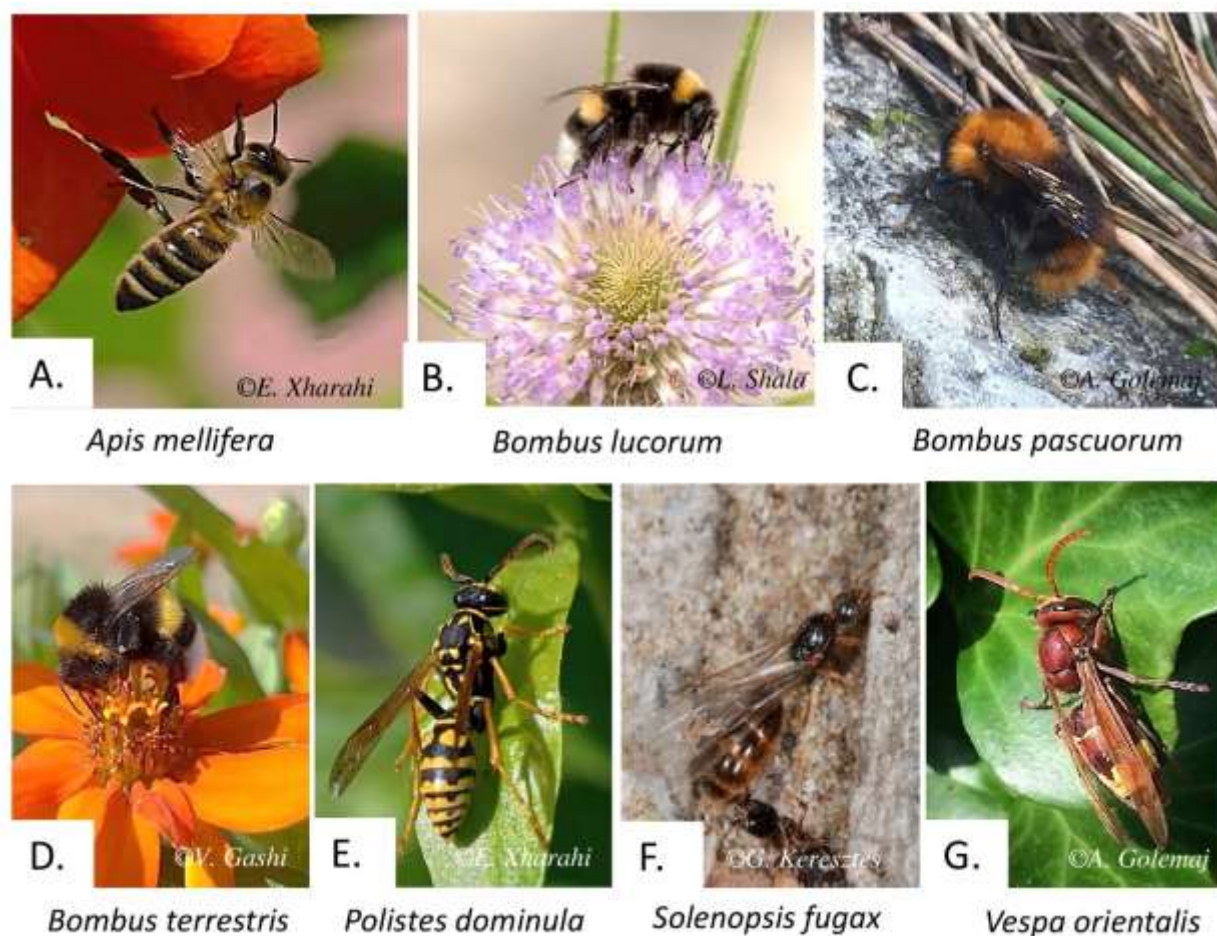 A.
©E. Xharahi
B.
©L. Shala
C.
©A. Golemaj
Apis mellifera
Bombus lucorum
Bombus pascuorum
D.
©V. Gashi
E.
©E. Xharahi
F.
©G. Keresztes
G.
©A. Golemaj
Bombus terrestris
Polistes dominula
Solenopsis fugax
Vespa orientalis